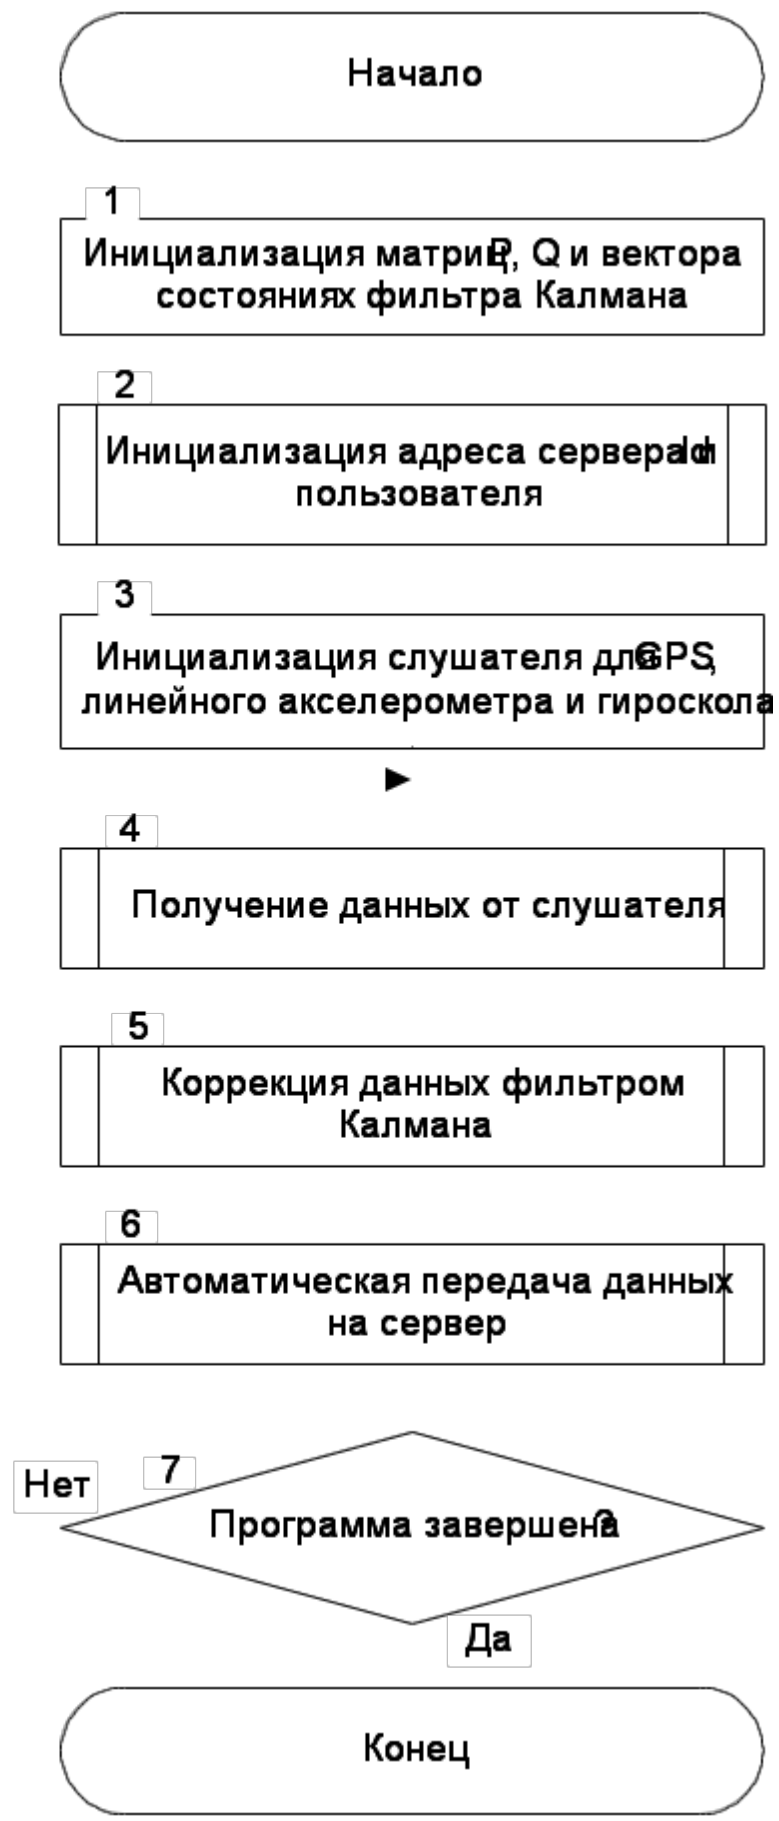 Начало
1
Инициализация матриц P, Q и вектора
состояниях фильтра Калмана
2
Инициализация адреса сервера и Id
пользователя
3
Инициализация слушателя для GPS,
линейного акселерометра и гироскопа
4
Получение данных от слушателя
5
Коррекция данных фильтром
Калмана
6
Автоматическая передача данных
на сервер
Нет
7
Программа завершена?
Да
Конец